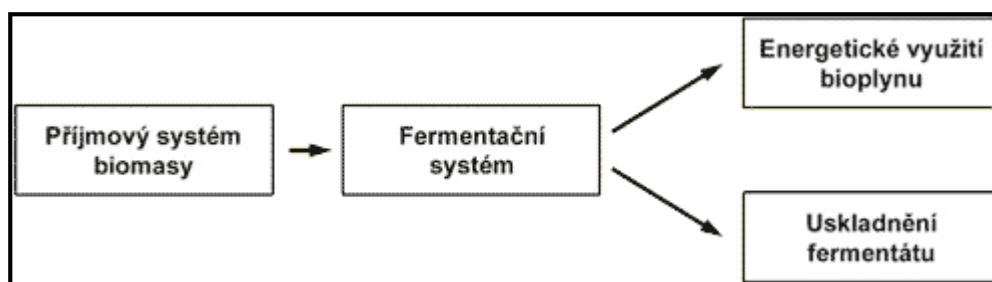 Příjmový systém
biomasy
Fermentační
systém
Energetické využití
bioplynu
Uskladnění
fermentátu